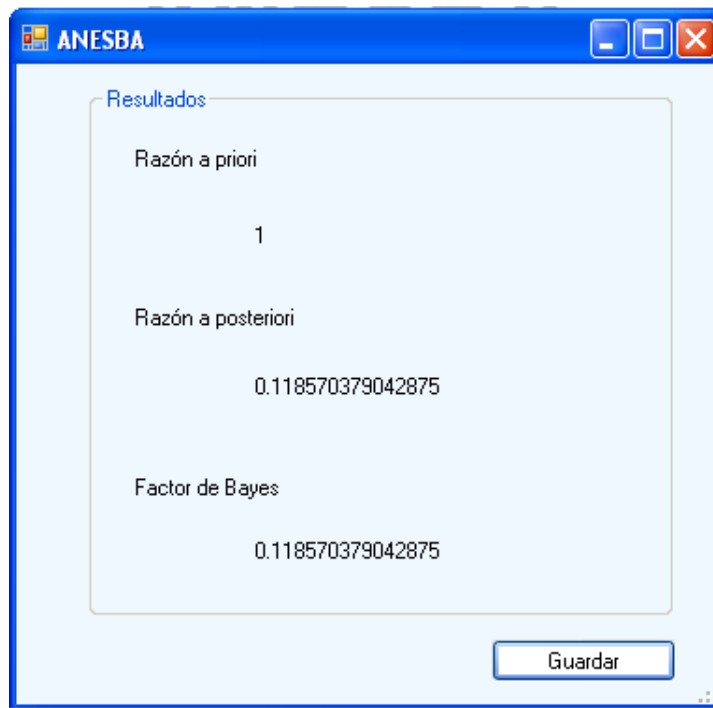 ANESBA
Resultados
Razón a priori
1
Razón a posteriori
0.118570379042875
Factor de Bayes
0.118570379042875
Guardar